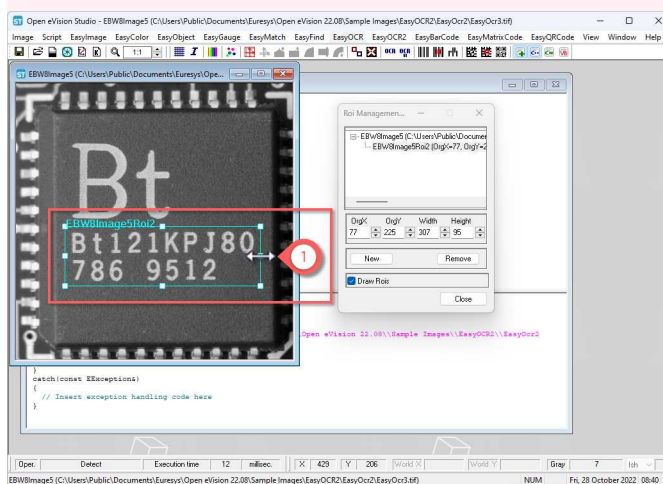 Open eVision Studio - EBW8Image5 (C:\Users\Public\Documents\Euresys\Open eVision 22.08\Sample Images\EasyOCR2\EasyOcr2\EasyOcr3.tif)
Image Script EasyImage EasyColor EasyObject EasyGauge EasyMatch EasyFind EasyOCR EasyOCR2 EasyBarCode EasyMatrixCode EasyQRCode View Window Help
1:1
EBW8Image5 (C:\Users\Public\Documents\Euresys\Ope...
Bt
EBW8Image5Roi2
Bt121KPJ80
786 9512
1
Roi Managemen...
EBW8Image5 (C:\Users\Public\Documer
EBW8Image5Roi2 (OrgX=77, OrgY=2
OrgX OrgY Width Height
77 225 307 95
New Remove
Draw Rois
Close
Open eVision 22.08\\Sample Images\\EasyOCR2\\EasyOcr2
}
catch(const EException&)
{
// Insert exception handling code here
}
Oper. Detect Execution time 12 millisec. X 429 Y 206 World X World Y Gray 7
EBW8Image5 (C:\Users\Public\Documents\Euresys\Open eVision 22.08\Sample Images\EasyOCR2\EasyOcr2\EasyOcr3.tif) NUM Fri, 28 October 2022 08:40